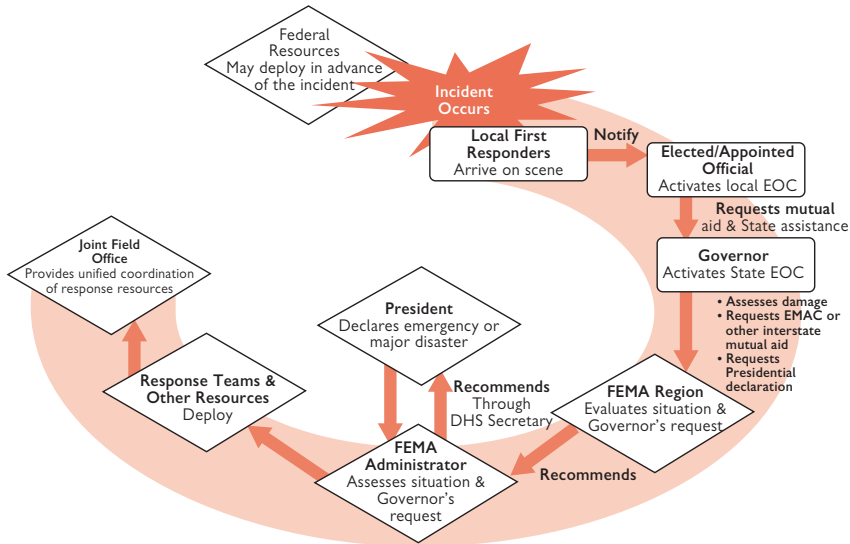 Federal
Resources
May deploy in advance
of the incident
Incident
Occurs
Local First
Responders
Arrive on scene
Notify
Elected/Appointed
Official
Activates local EOC
Requests mutual
aid & State assistance
Governor
Activates State EOC
• Assesses damage
• Requests EMAC or
other interstate
mutual aid
• Requests
Presidential
declaration
FEMA Region
Evaluates situation &
Governor's request
Recommends
FEMA
Administrator
Assesses situation &
Governor's
request
Recommends
Through
DHS Secretary
President
Declares emergency or
major disaster
Response Teams &
Other Resources
Deploy
Joint Field
Office
Provides unified coordination
of response resources